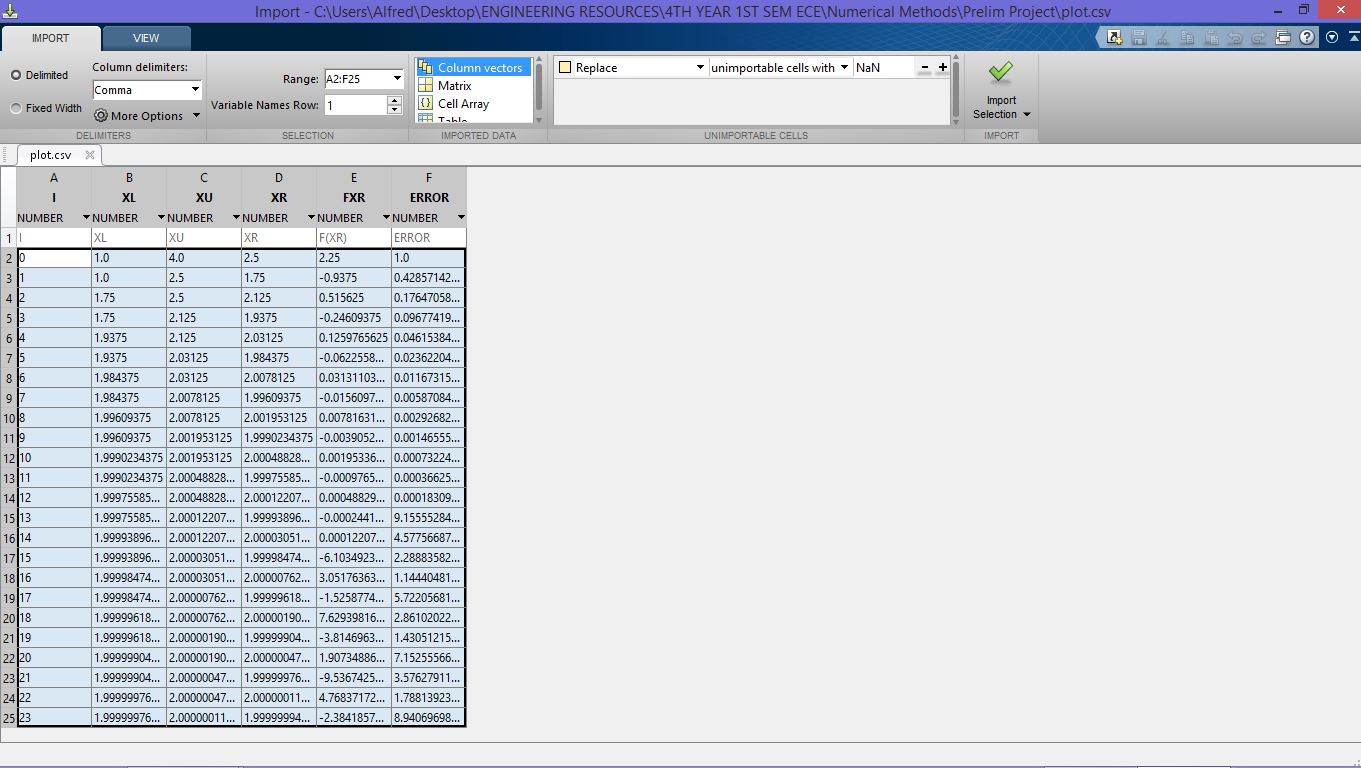 Import - C:\Users\Alfred\Desktop\ENGINEERING RESOURCES\4TH YEAR 1ST SEM ECE\Numerical Methods\Prelim Project\plot.csv
IMPORT VIEW
Delimited Column delimiters: Range: A2:F25 Column vectors Replace unimportable cells with NaN
Comma Matrix
Fixed Width More Options Variable Names Row: 1 Cell Array Import
Table Selection
DELIMITERS SELECTION IMPORTED DATA UNIMPORTABLE CELLS IMPORT
plot.csv
A B C D E F
I XL XU XR FXR ERROR
NUMBER NUMBER NUMBER NUMBER NUMBER NUMBER
1 I XL XU XR F(XR) ERROR
2 0 1.0 4.0 2.5 2.25 1.0
3 1 1.0 2.5 1.75 -0.9375 0.42857142...
4 2 1.75 2.5 2.125 0.515625 0.17647058...
5 3 1.75 2.125 1.9375 -0.24609375 0.09677419...
6 4 1.9375 2.125 2.03125 0.1259765625 0.04615384...
7 5 1.9375 2.03125 1.984375 -0.0622558... 0.02362204...
8 6 1.984375 2.03125 2.0078125 0.03131103... 0.01167315...
9 7 1.984375 2.0078125 1.99609375 -0.0156097... 0.00587084...
10 8 1.99609375 2.0078125 2.001953125 0.00781631... 0.00292682...
11 9 1.99609375 2.001953125 1.9990234375 -0.0039052... 0.00146555...
12 10 1.9990234375 2.001953125 2.00048828... 0.00195336... 0.00073224...
13 11 1.9990234375 2.00048828... 1.99975585... -0.0009765... 0.00036625...
14 12 1.99975585... 2.00048828... 2.00012207... 0.00048829... 0.00018309...
15 13 1.99975585... 2.00012207... 1.99993896... -0.0002441... 9.15555284...
16 14 1.99993896... 2.00012207... 2.00003051... 0.00012207... 4.57756687...
17 15 1.99993896... 2.00003051... 1.99998474... -6.1034923... 2.28883582...
18 16 1.99998474... 2.00003051... 2.00000762... 3.05176363... 1.14440481...
19 17 1.99998474... 2.00000762... 1.99999618... -1.5258774... 5.72205681...
20 18 1.99999618... 2.00000762... 2.00000190... 7.62939816... 2.86102022...
21 19 1.99999618... 2.00000190... 1.99999904... -3.8146963... 1.43051215...
22 20 1.99999904... 2.00000190... 2.00000047... 1.90734886... 7.15255566...
23 21 1.99999904... 2.00000047... 1.99999976... -9.5367425... 3.57627911...
24 22 1.99999976... 2.00000047... 2.00000011... 4.76837172... 1.78813923...
25 23 1.99999976... 2.00000011... 1.99999994... -2.3841857... 8.94069698...